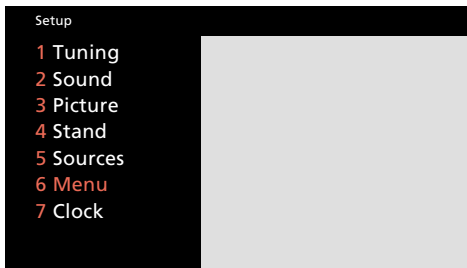 Setup
1 Tuning
2 Sound
3 Picture
4 Stand
5 Sources
6 Menu
7 Clock